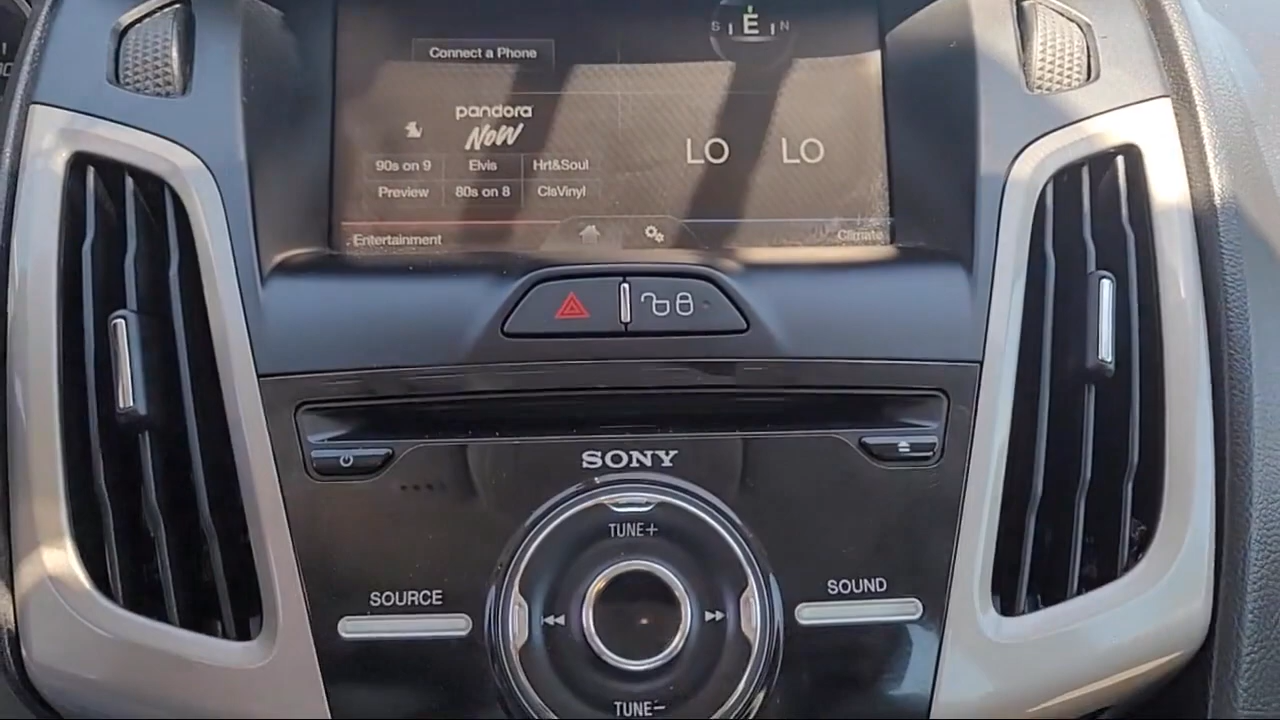 S E N
Connect a Phone
pandora
NOW
LO LO
90s on 9 Elvis Hrt&Soul
Preview 80s on 8 ClsVinyl
Entertainment Climate
SONY
TUNE+
SOURCE
SOUND
TUNE-